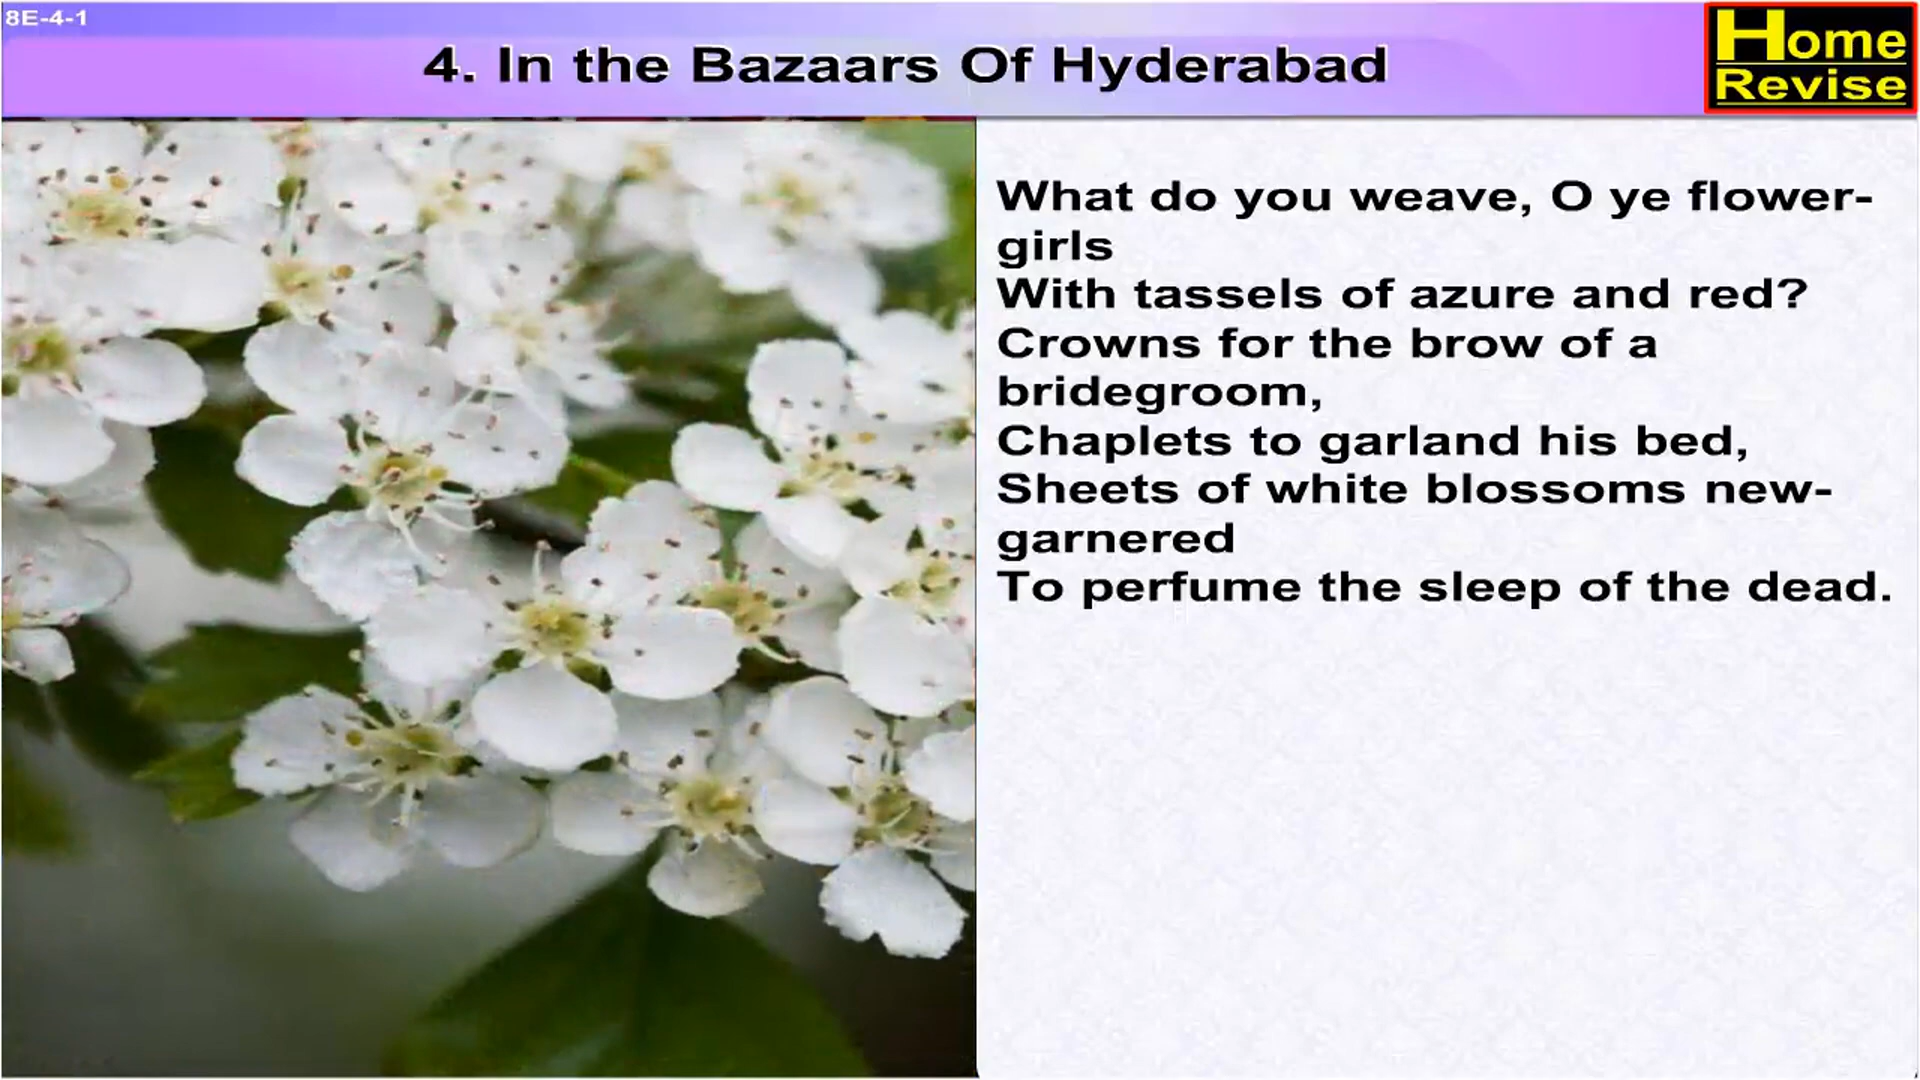 8E-4-1
4. In the Bazaars Of Hyderabad
Home
Revise
What do you weave, O ye flower-
girls
With tassels of azure and red?
Crowns for the brow of a
bridegroom,
Chaplets to garland his bed,
Sheets of white blossoms new-
garnered
To perfume the sleep of the dead.